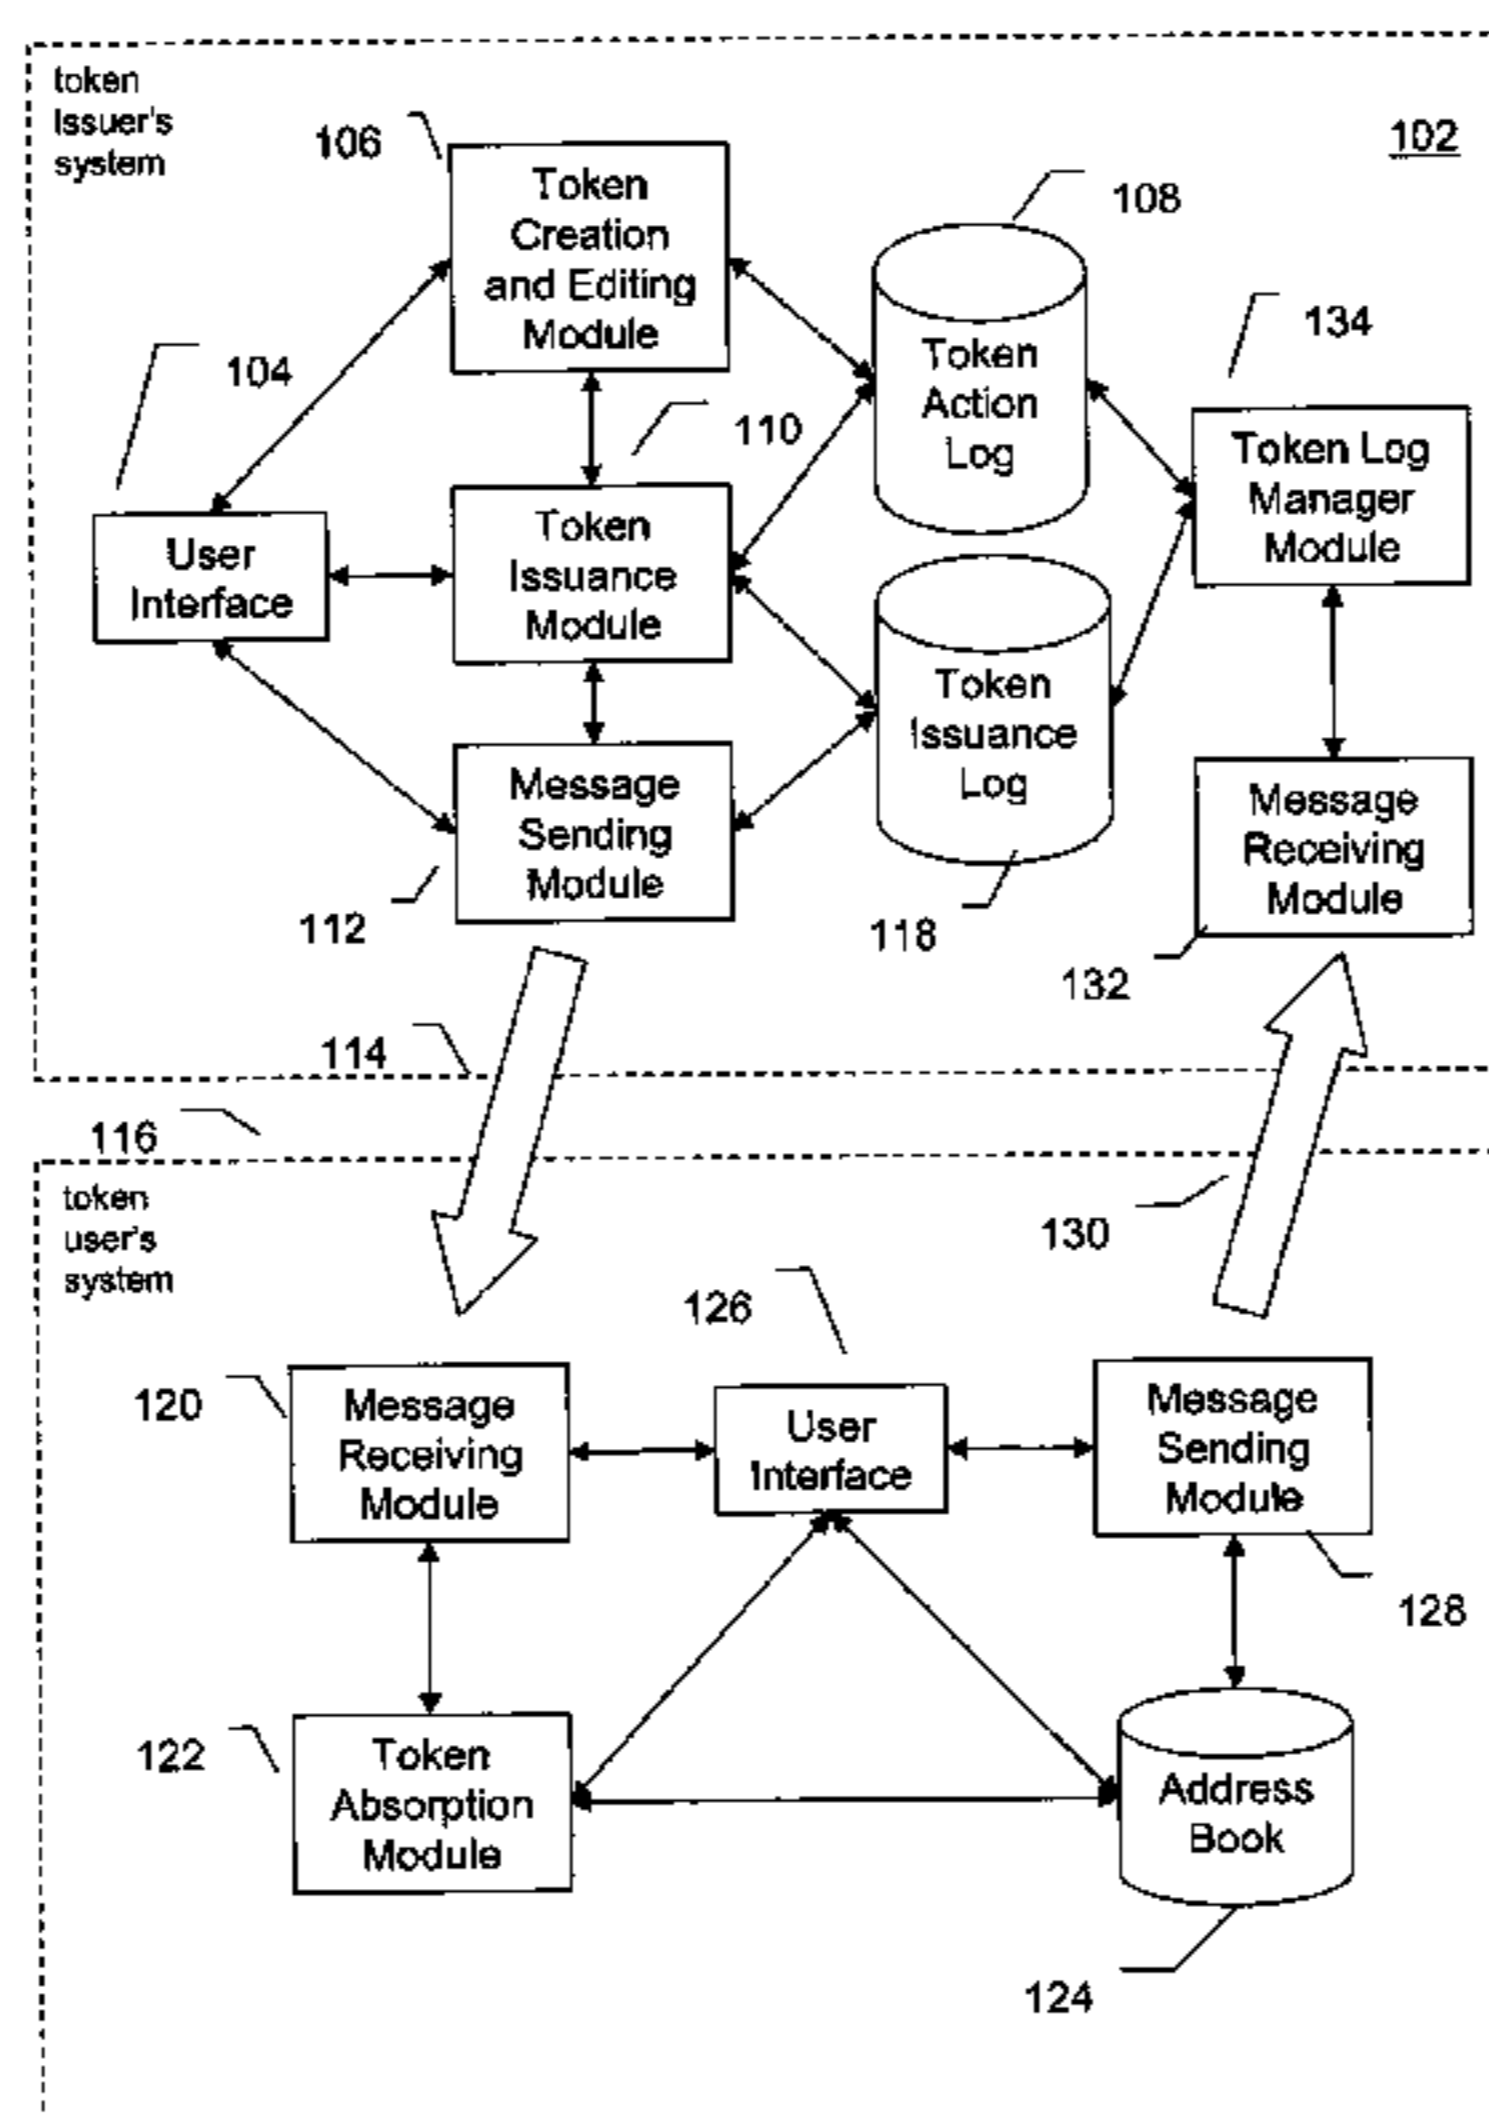 token
issuer's
system
102
106
Token
Creation
and Editing
Module
108
Token
Action
Log
134
Token Log
Manager
Module
104
User
Interface
110
Token
Issuance
Module
Token
Issuance
Log
118
Message
Sending
Module
112
Message
Receiving
Module
132
114
116
token
user's
system
130
126
120
Message
Receiving
Module
User
Interface
Message
Sending
Module
128
122
Token
Absorption
Module
Address
Book
124